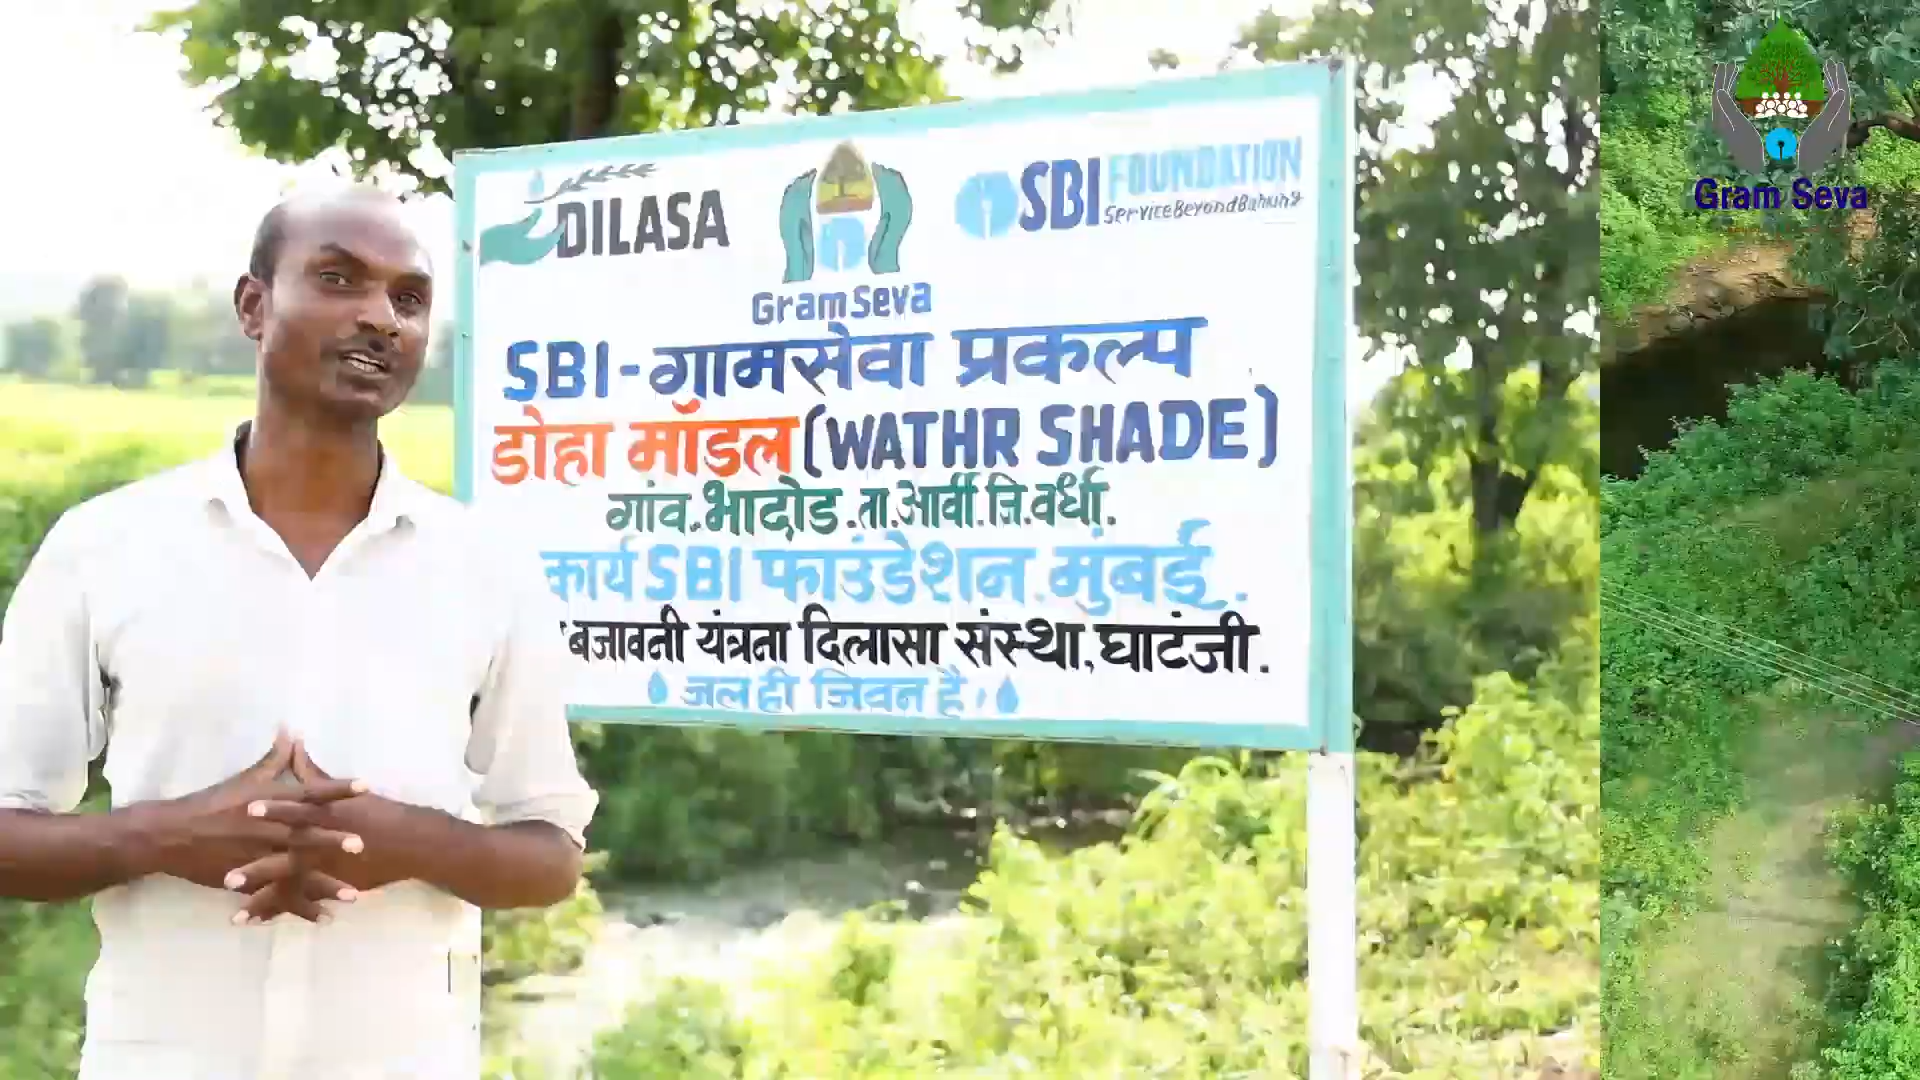 DILASA
SBI FOUNDATION
Service Beyond Bahung
Gram Seva
SBI-गामसेवा प्रकल्प
डोहा मॉडल (WATHR SHADE)
गांव.भादोड.ता.आर्वी.जि.वर्धा.
कार्य SBI फाउंडेशन.मुंबई.
बजावनी यंत्रना दिलासा संस्था,घाटंजी.
जल ही जिवन है
Gram Seva